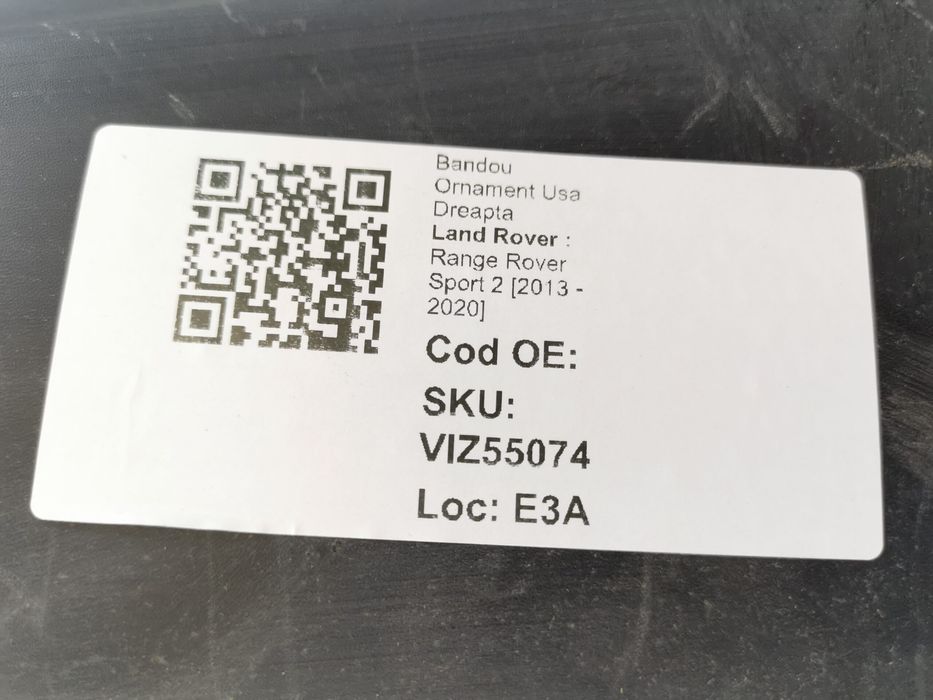 Bandou
Ornament Usa
Dreapta
Land Rover :
Range Rover
Sport 2 [2013 -
2020]
Cod OE:
SKU:
VIZ55074
Loc: E3A